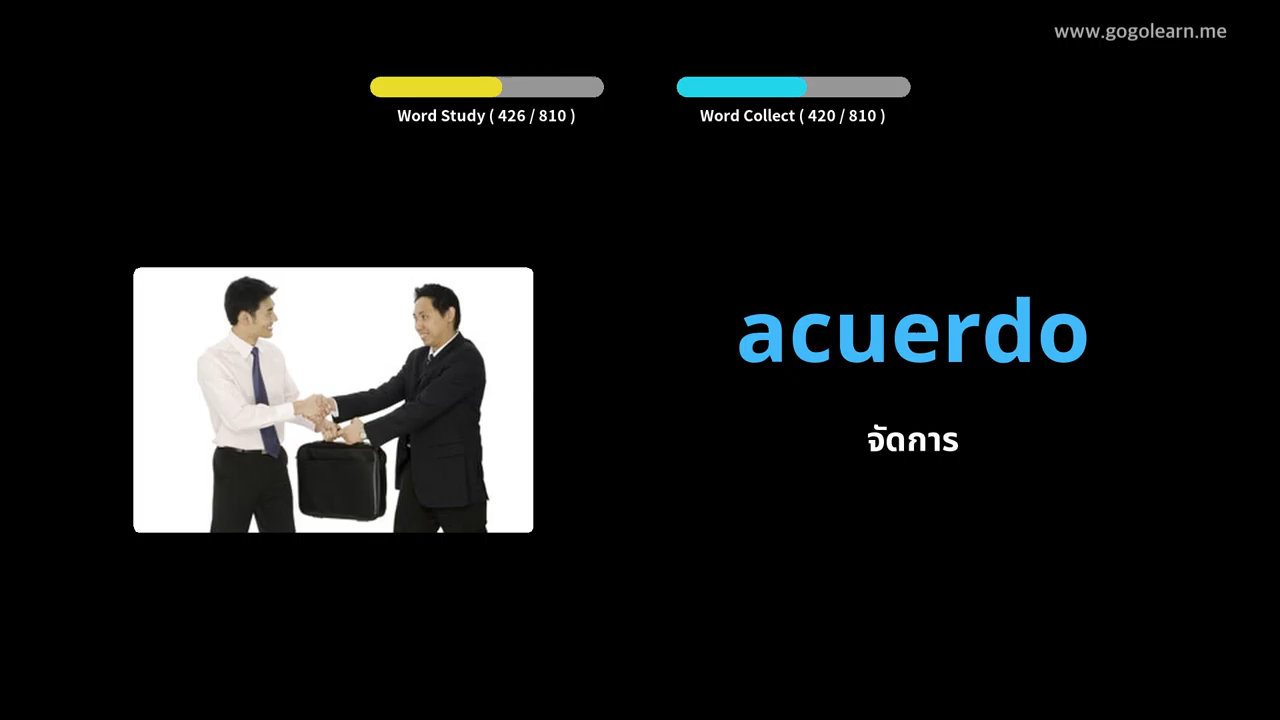 www.gogolearn.me
Word Study ( 426 / 810 )
Word Collect ( 420 / 810 )
acuerdo
จัดการ